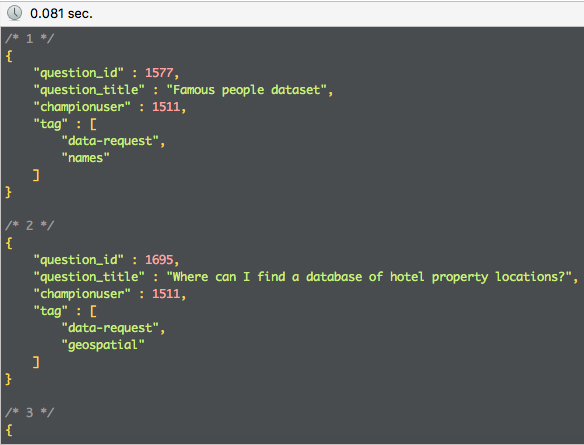 0.081 sec.
/* 1 */
{
    "question_id" : 1577,
    "question_title" : "Famous people dataset",
    "championuser" : 1511,
    "tag" : [
        "data-request",
        "names"
    ]
}
/* 2 */
{
    "question_id" : 1695,
    "question_title" : "Where can I find a database of hotel property locations?",
    "championuser" : 1511,
    "tag" : [
        "data-request",
        "geospatial"
    ]
}
/* 3 */
{